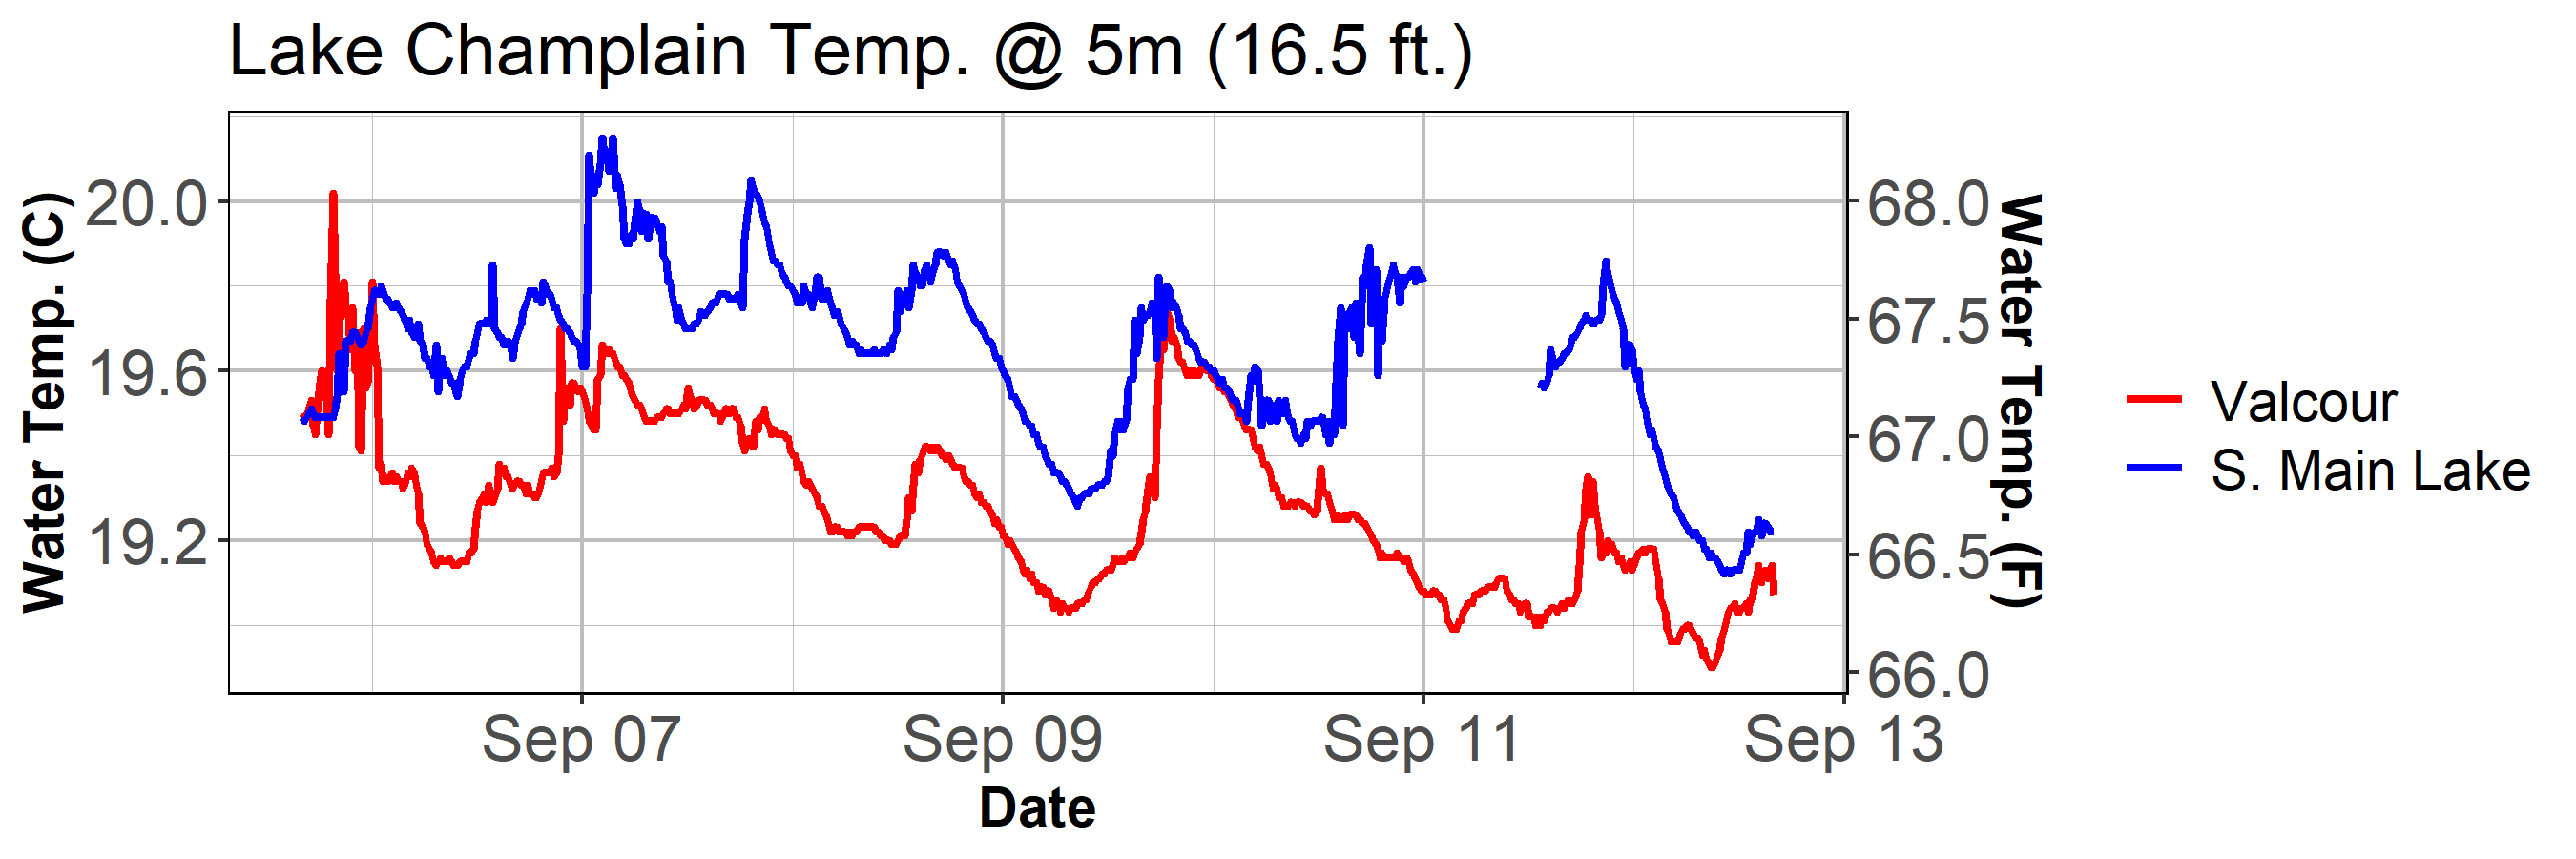 Lake Champlain Temp. @ 5m (16.5 ft.)
Water Temp. (C)
20.0
19.6
19.2
68.0
67.5
67.0
66.5
66.0
Water Temp. (F)
Sep 07
Sep 09
Sep 11
Sep 13
Date
Valcour
S. Main Lake